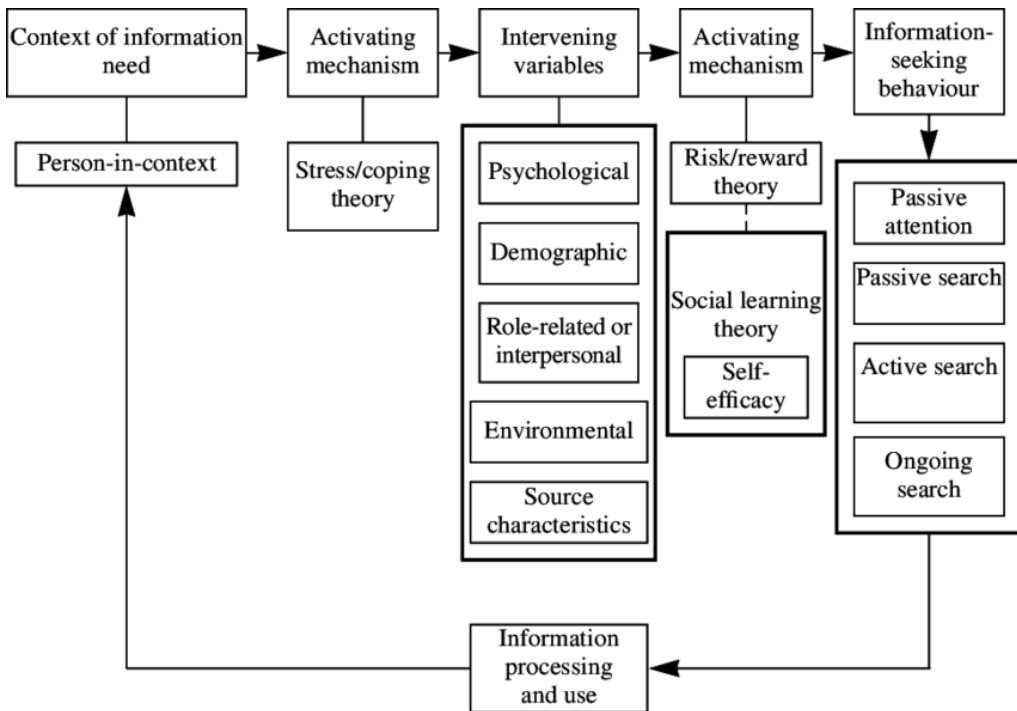 Context of information
need
Activating
mechanism
Intervening
variables
Activating
mechanism
Information-
seeking
behaviour
Person-in-context
Stress/coping
theory
Psychological
Demographic
Role-related or
interpersonal
Environmental
Source
characteristics
Risk/reward
theory
Social learning
theory
Self-
efficacy
Passive
attention
Passive search
Active search
Ongoing
search
Information
processing
and use